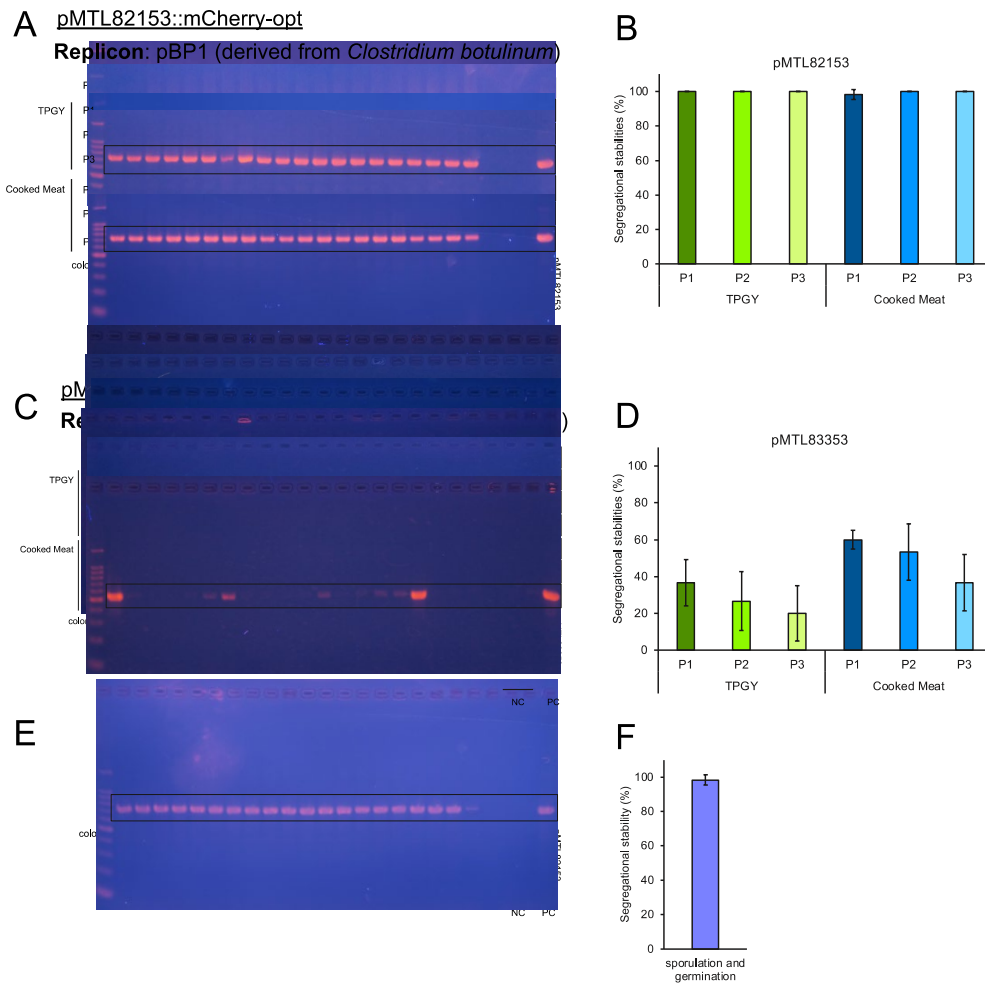 A
pMTL82153::mCherry-opt
Replicon: pBP1 (derived from Clostridium botulinum)
TPGY
P3
Cooked Meat
pMTL82153
B
pMTL82153
Segregational stabilities (%)
100
80
60
40
20
0
P1 P2 P3 P1 P2 P3
TPGY Cooked Meat
C
)
TPGY
Cooked Meat
D
pMTL83353
Segregational stabilities (%)
100
80
60
40
20
0
P1 P2 P3 P1 P2 P3
TPGY Cooked Meat
E
NC PC
NC PC
F
Segregational stability (%)
100
80
60
40
20
0
sporulation and
germination